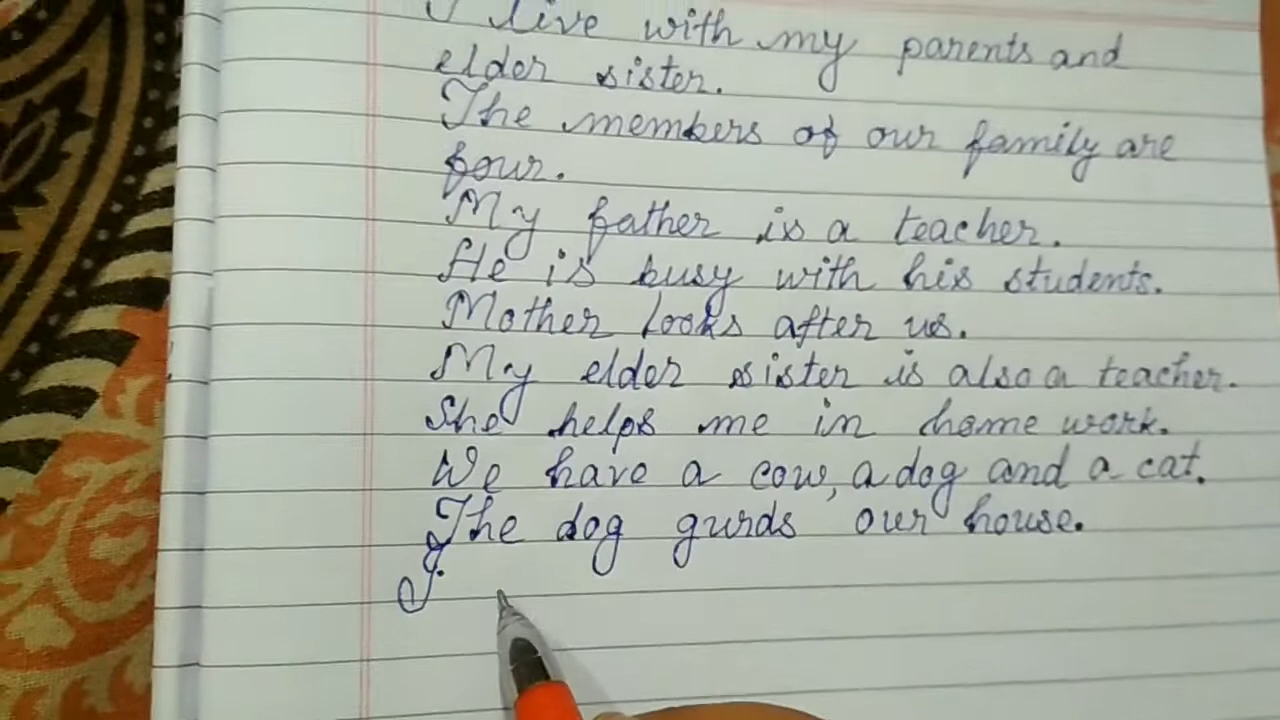 I live with my parents and
elder sister.
The members of our family are
four.
My father is a teacher.
He is busy with his students.
Mother looks after us.
My elder sister is also a teacher.
She helps me in home work.
We have a cow, a dog and a cat.
The dog gurds our house.
I